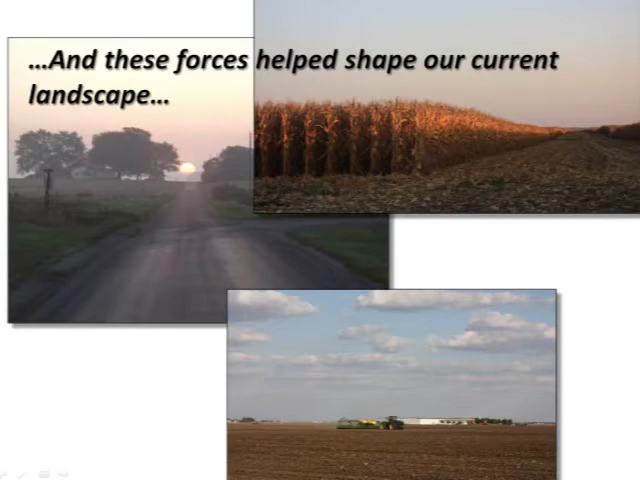 …And these forces helped shape our current
landscape…